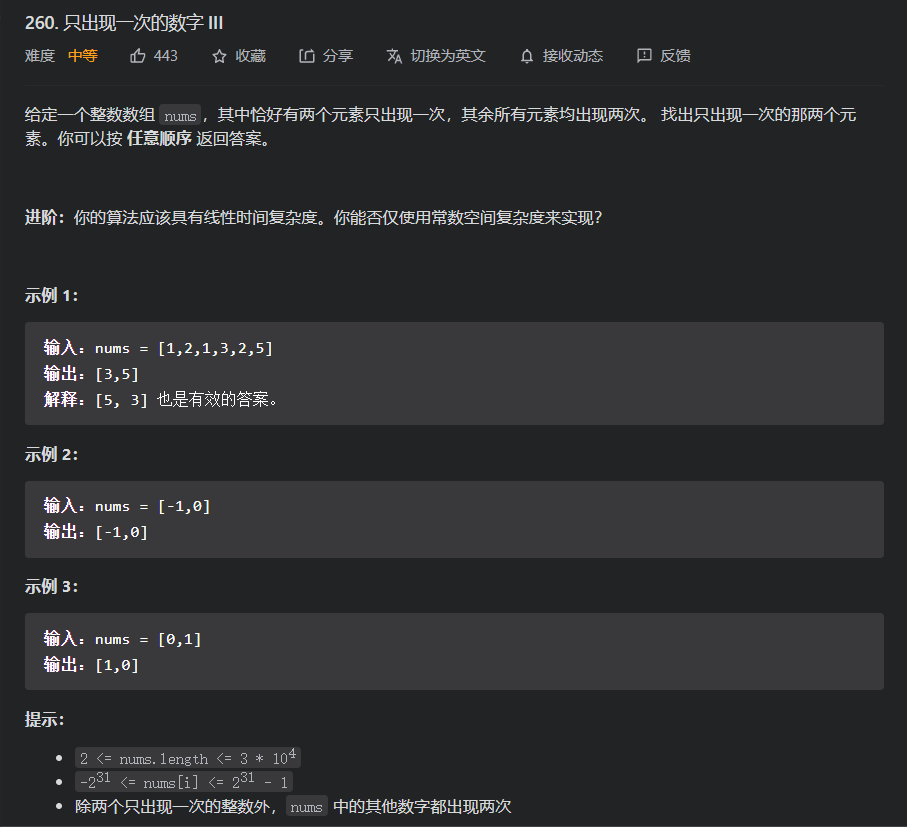 260. 只出现一次的数字 III
难度 中等 443 收藏 分享 切换为英文 接收动态 反馈
给定一个整数数组 nums，其中恰好有两个元素只出现一次，其余所有元素均出现两次。 找出只出现一次的那两个元
素。你可以按 任意顺序 返回答案。
进阶：你的算法应该具有线性时间复杂度。你能否仅使用常数空间复杂度来实现？
示例 1：
输入：nums = [1,2,1,3,2,5]
输出：[3,5]
解释：[5, 3] 也是有效的答案。
示例 2：
输入：nums = [-1,0]
输出：[-1,0]
示例 3：
输入：nums = [0,1]
输出：[1,0]
提示：
2 <= nums.length <= 3 * 10⁴
-2³¹ <= nums[i] <= 2³¹ - 1
除两个只出现一次的整数外，nums 中的其他数字都出现两次